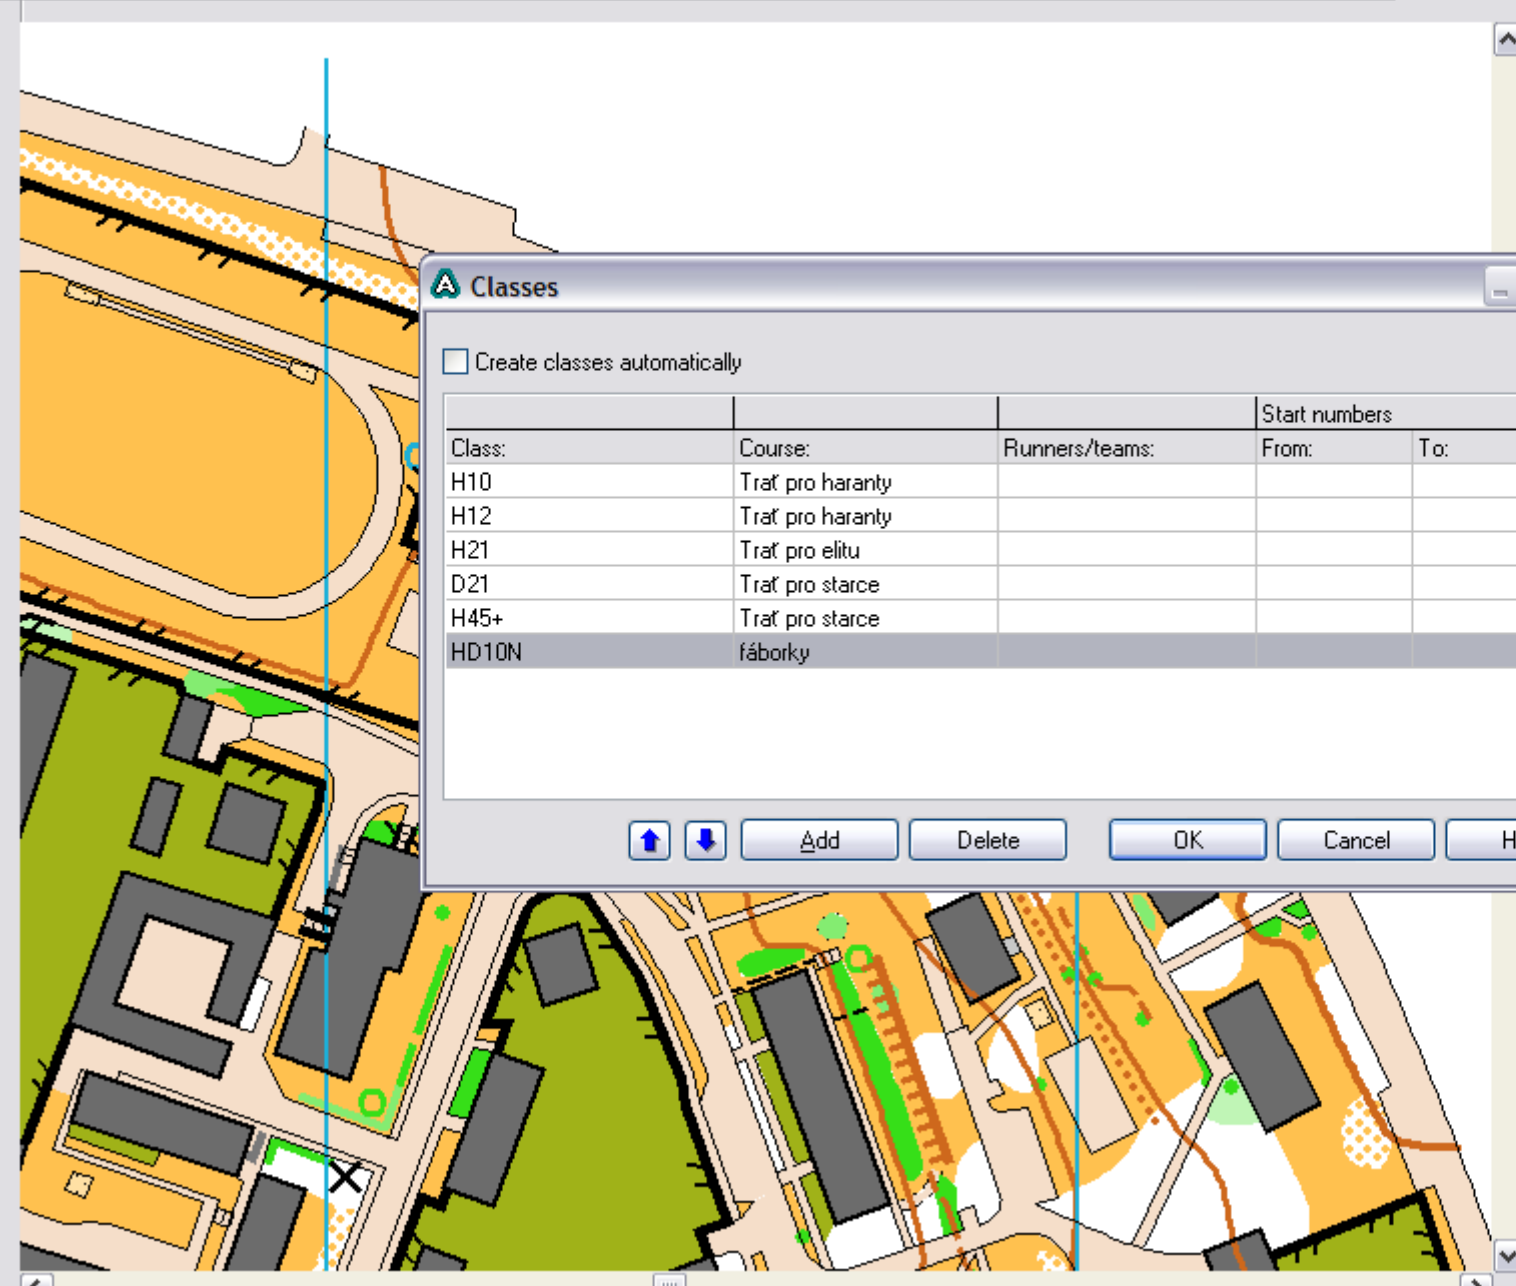 Classes
Create classes automatically
Start numbers
Class: Course: Runners/teams: From: To:
H10 Trať pro haranty
H12 Trať pro haranty
H21 Trať pro elitu
D21 Trať pro starce
H45+ Trať pro starce
HD10N fáborky
Add Delete OK Cancel H